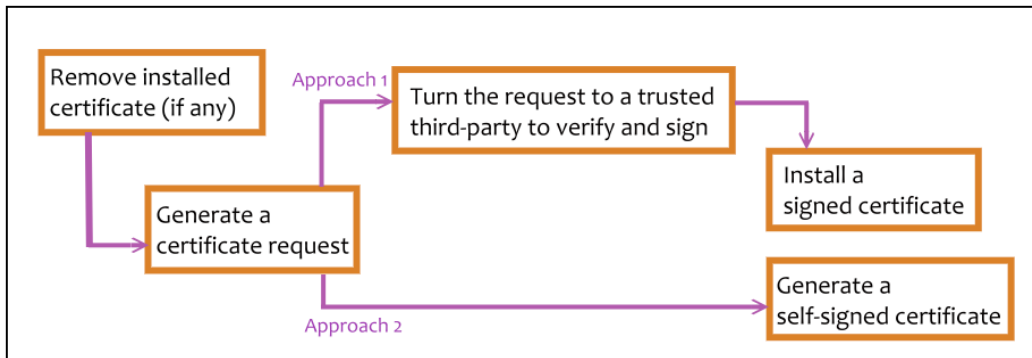 Remove installed
certificate (if any)
Approach 1
Turn the request to a trusted
third-party to verify and sign
Install a
signed certificate
Generate a
certificate request
Generate a
self-signed certificate
Approach 2